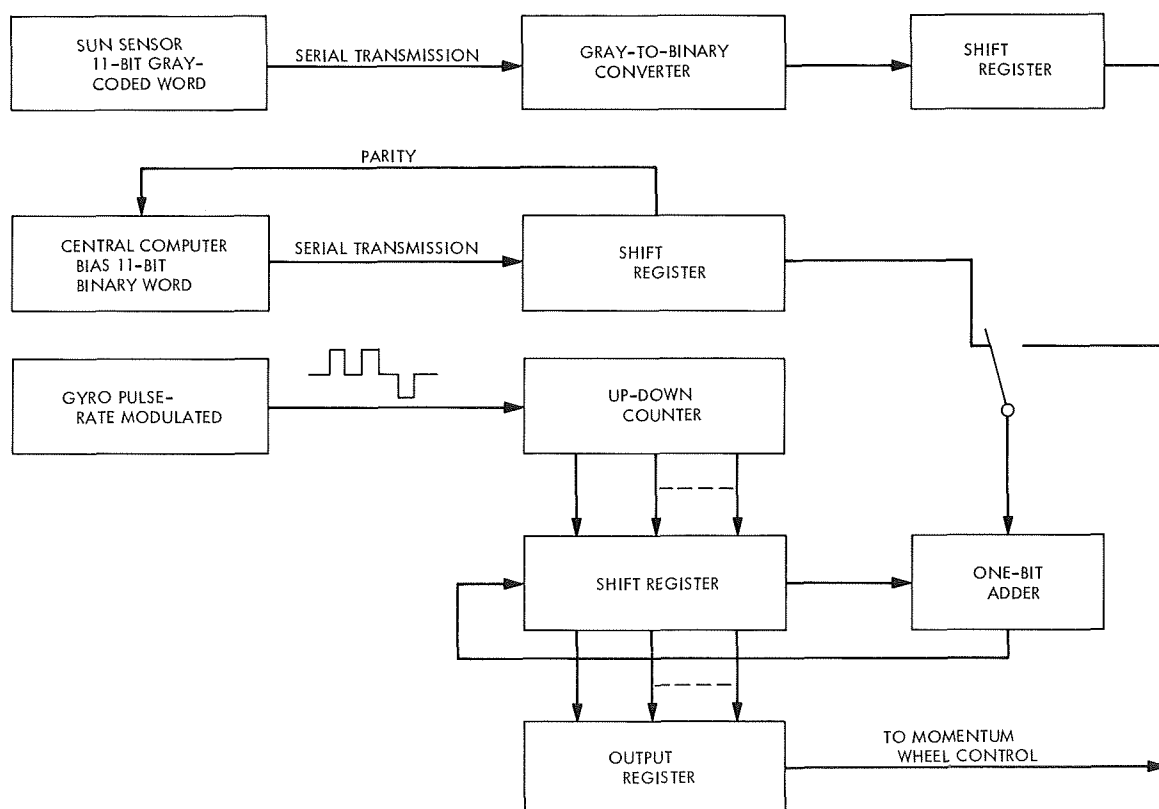 SUN SENSOR
11-BIT GRAY-
CODED WORD
SERIAL TRANSMISSION
GRAY-TO-BINARY
CONVERTER
SHIFT
REGISTER
PARITY
CENTRAL COMPUTER
BIAS 11-BIT
BINARY WORD
SERIAL TRANSMISSION
SHIFT
REGISTER
GYRO PULSE-
RATE MODULATED
UP-DOWN
COUNTER
SHIFT REGISTER
ONE-BIT
ADDER
OUTPUT
REGISTER
TO MOMENTUM
WHEEL CONTROL